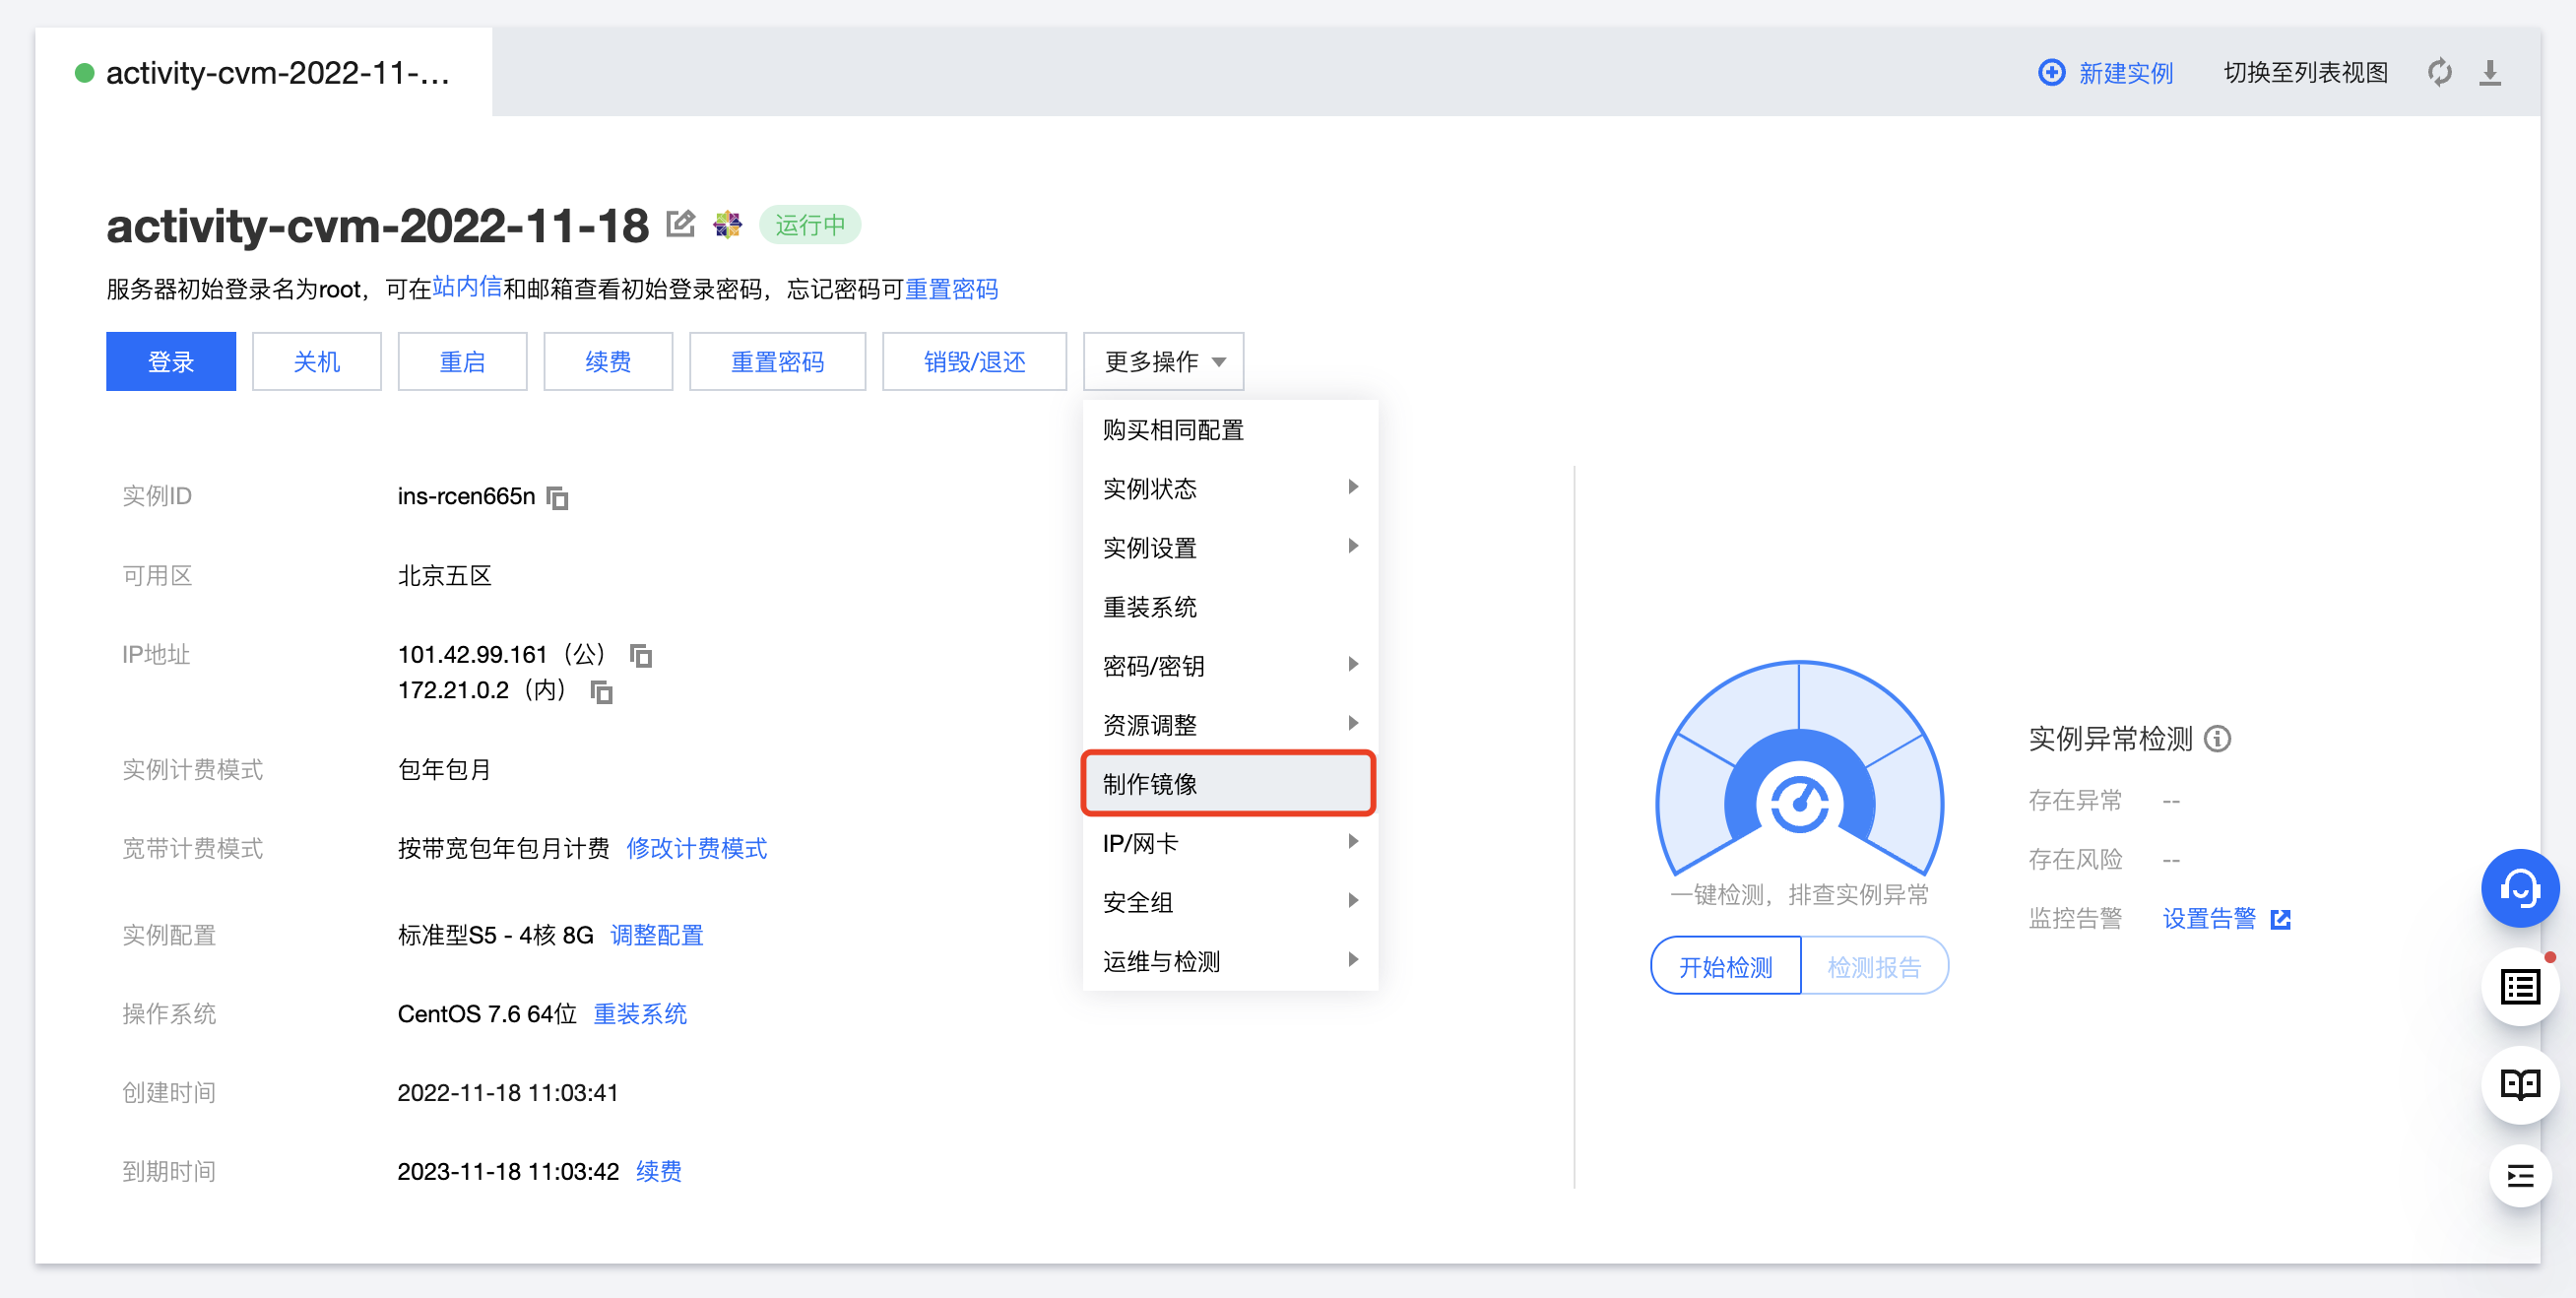 activity-cvm-2022-11-...
新建实例 切换至列表视图
activity-cvm-2022-11-18 运行中
服务器初始登录名为root，可在站内信和邮箱查看初始登录密码，忘记密码可重置密码
登录 关机 重启 续费 重置密码 销毁/退还 更多操作
购买相同配置
实例状态
实例设置
重装系统
密码/密钥
资源调整
制作镜像
IP/网卡
安全组
运维与检测
实例ID ins-rcen665n
可用区 北京五区
IP地址 101.42.99.161（公）
172.21.0.2（内）
实例计费模式 包年包月
宽带计费模式 按带宽包年包月计费 修改计费模式
实例配置 标准型S5 - 4核 8G 调整配置
操作系统 CentOS 7.6 64位 重装系统
创建时间 2022-11-18 11:03:41
到期时间 2023-11-18 11:03:42 续费
一键检测，排查实例异常
开始检测 检测报告
实例异常检测
存在异常 --
存在风险 --
监控告警 设置告警